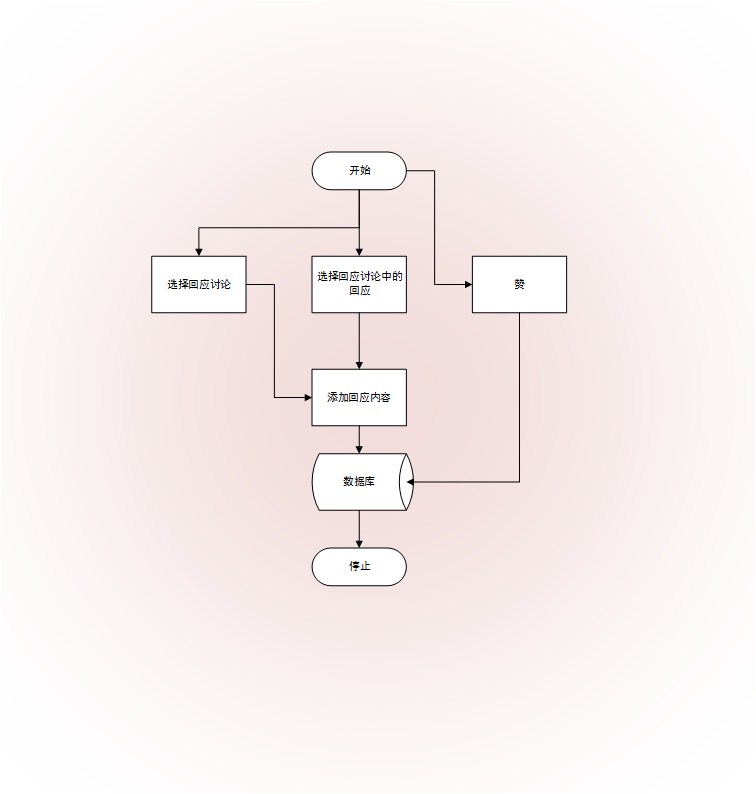 开始
选择回应讨论
选择回应讨论中的
回应
赞
添加回应内容
数据库
停止